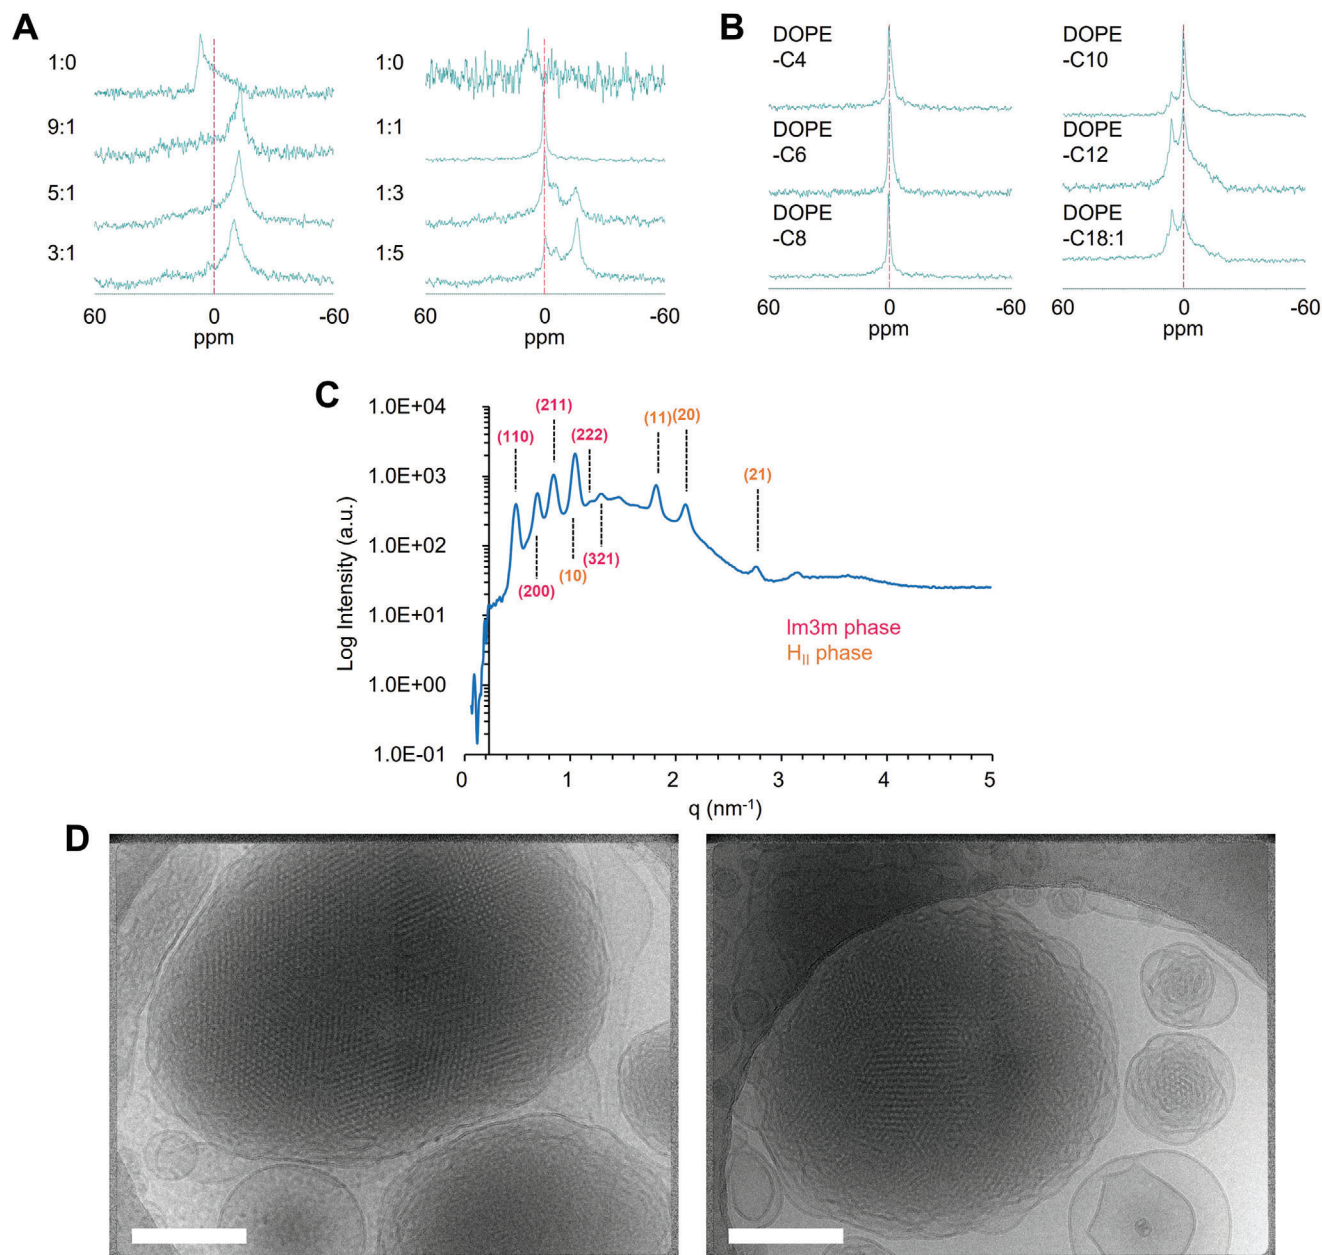 A
1:0
9:1
5:1
3:1
60
0
-60
ppm
1:0
1:1
1:3
1:5
60
0
-60
ppm
B
DOPE
-C4
DOPE
-C6
DOPE
-C8
60
0
-60
ppm
DOPE
-C10
DOPE
-C12
DOPE
-C18:1
60
0
-60
ppm
C
1.0E+04
1.0E+03
1.0E+02
1.0E+01
1.0E+00
1.0E-01
Log Intensity (a.u.)
(110)
(211)
(222)
(11)
(20)
(21)
(200)
(10)
(321)
Im3m phase
HII phase
0
1
2
3
4
5
q (nm-1)
D